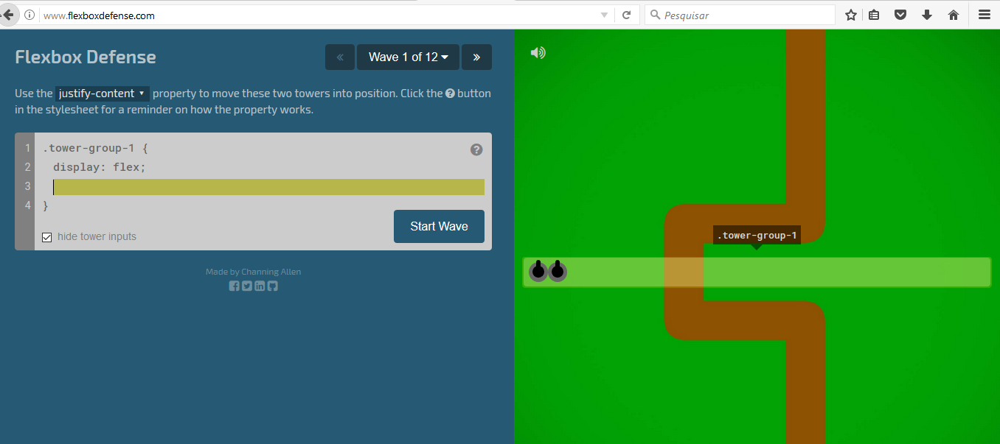 www.flexboxdefense.com
Pesquisar
Flexbox Defense
« Wave 1 of 12 »
Use the justify-content property to move these two towers into position. Click the ? button
in the stylesheet for a reminder on how the property works.
1 .tower-group-1 {
?
2 display: flex;
3
4 }
Start Wave
hide tower inputs
Made by Channing Allen
.tower-group-1